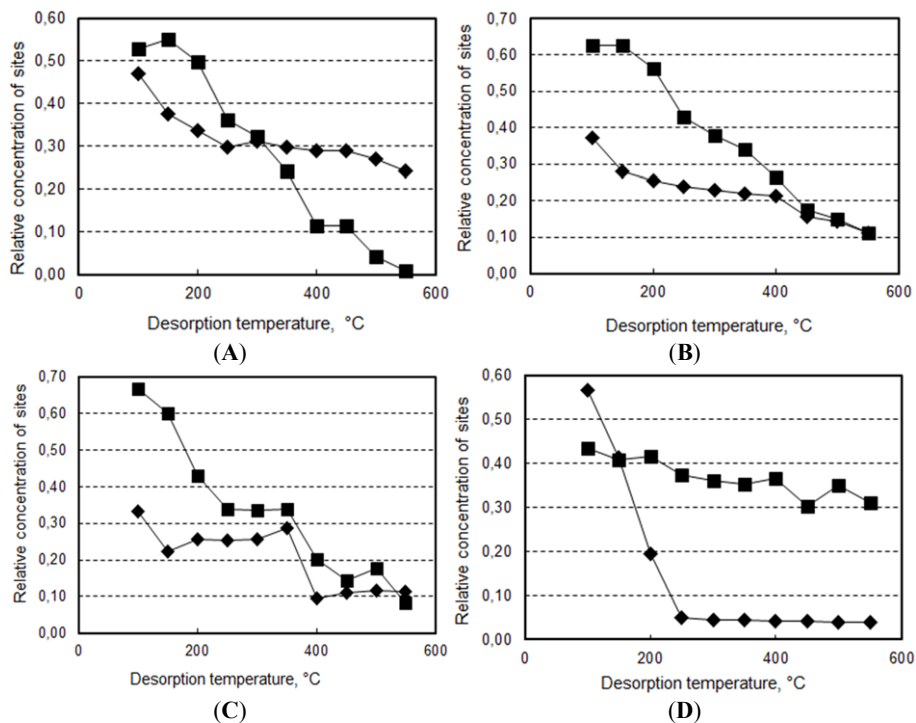 Relative concentration of sites
0,60
0,50
0,40
0,30
0,20
0,10
0,00
0 200 400 600
Desorption temperature, °C
(A)
Relative concentration of sites
0,70
0,60
0,50
0,40
0,30
0,20
0,10
0,00
0 200 400 600
Desorption temperature, °C
(B)
Relative concentration of sites
0,70
0,60
0,50
0,40
0,30
0,20
0,10
0,00
0 200 400 600
Desorption temperature, °C
(C)
Relative concentration of sites
0,60
0,50
0,40
0,30
0,20
0,10
0,00
0 200 400 600
Desorption temperature, °C
(D)